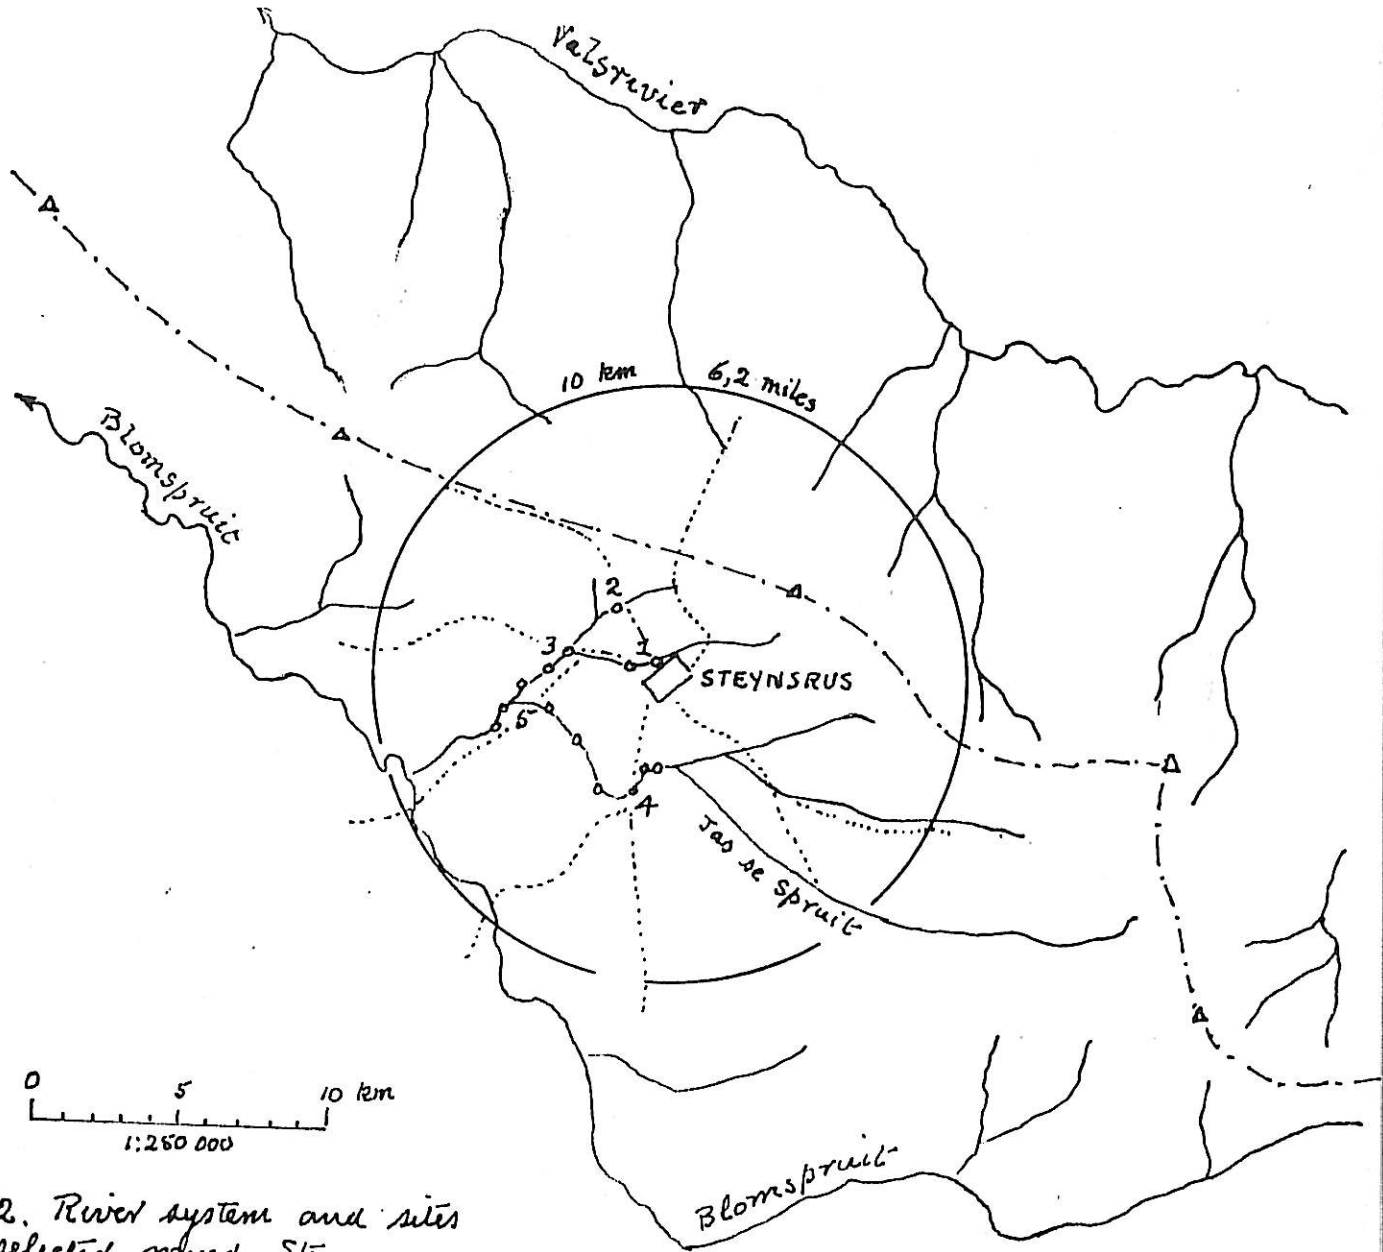 Valsrivier
10 km
6,2 miles
Blomspruit
2
3
1
STEYNSRUS
5
4
Jas se Spruit
0 5 10 km
1:250 000
Blomspruit
2. River system and sites
around